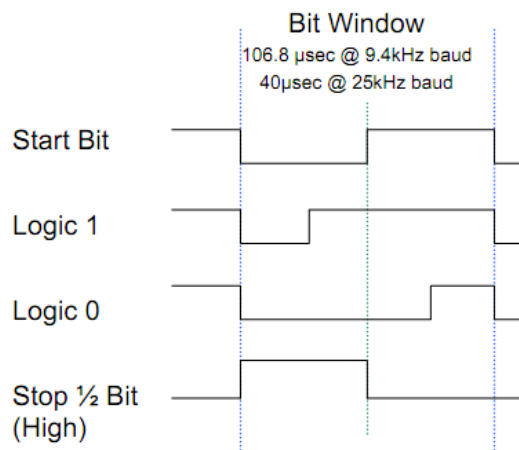 Bit Window
106.8 µsec @ 9.4kHz baud
40µsec @ 25kHz baud
Start Bit
Logic 1
Logic 0
Stop ½ Bit
(High)